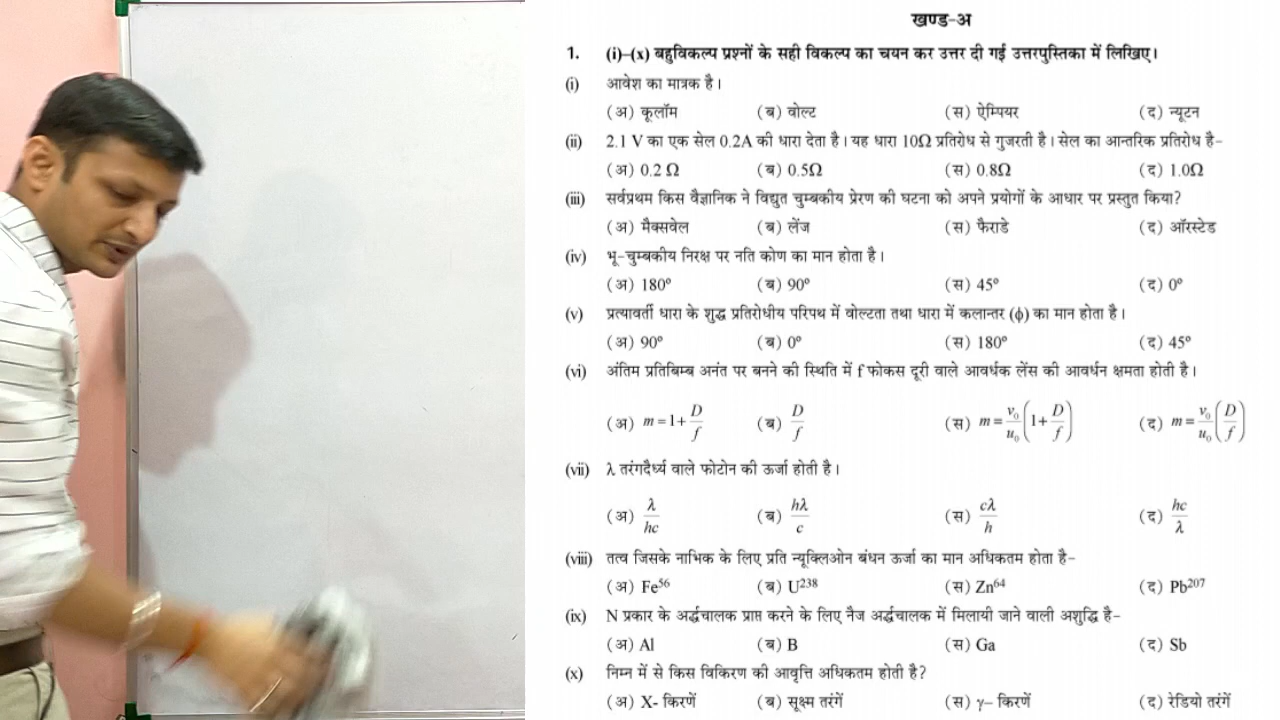 खण्ड-अ
1. (i)–(x) बहुविकल्प प्रश्नों के सही विकल्प का चयन कर उत्तर दी गई उत्तरपुस्तिका में लिखिए।
(i) आवेश का मात्रक है।
(अ) कूलॉम (ब) वोल्ट (स) ऐम्पियर (द) न्यूटन
(ii) 2.1 V का एक सेल 0.2A की धारा देता है। यह धारा 10Ω प्रतिरोध से गुजरती है। सेल का आन्तरिक प्रतिरोध है-
(अ) 0.2 Ω (ब) 0.5Ω (स) 0.8Ω (द) 1.0Ω
(iii) सर्वप्रथम किस वैज्ञानिक ने विद्युत चुम्बकीय प्रेरण की घटना को अपने प्रयोगों के आधार पर प्रस्तुत किया?
(अ) मैक्सवेल (ब) लेंज (स) फैराडे (द) ऑरस्टेड
(iv) भू-चुम्बकीय निरक्ष पर नति कोण का मान होता है।
(अ) 180° (ब) 90° (स) 45° (द) 0°
(v) प्रत्यावर्ती धारा के शुद्ध प्रतिरोधीय परिपथ में वोल्टता तथा धारा में कलान्तर (ϕ) का मान होता है।
(अ) 90° (ब) 0° (स) 180° (द) 45°
(vi) अंतिम प्रतिबिम्ब अनंत पर बनने की स्थिति में f फोकस दूरी वाले आवर्धक लेंस की आवर्धन क्षमता होती है।
(अ) m = 1 + D/f (ब) D/f (स) m = v₀/u₀ (1 + D/f) (द) m = v₀/u₀ (D/f)
(vii) λ तरंगदैर्ध्य वाले फोटोन की ऊर्जा होती है।
(अ) λ/hc (ब) hλ/c (स) cλ/h (द) hc/λ
(viii) तत्व जिसके नाभिक के लिए प्रति न्यूक्लिओन बंधन ऊर्जा का मान अधिकतम होता है-
(अ) Fe⁵⁶ (ब) U²³⁸ (स) Zn⁶⁴ (द) Pb²⁰⁷
(ix) N प्रकार के अर्द्धचालक प्राप्त करने के लिए नैज अर्द्धचालक में मिलायी जाने वाली अशुद्धि है-
(अ) Al (ब) B (स) Ga (द) Sb
(x) निम्न में से किस विकिरण की आवृत्ति अधिकतम होती है?
(अ) X- किरणें (ब) सूक्ष्म तरंगें (स) γ– किरणें (द) रेडियो तरंगें